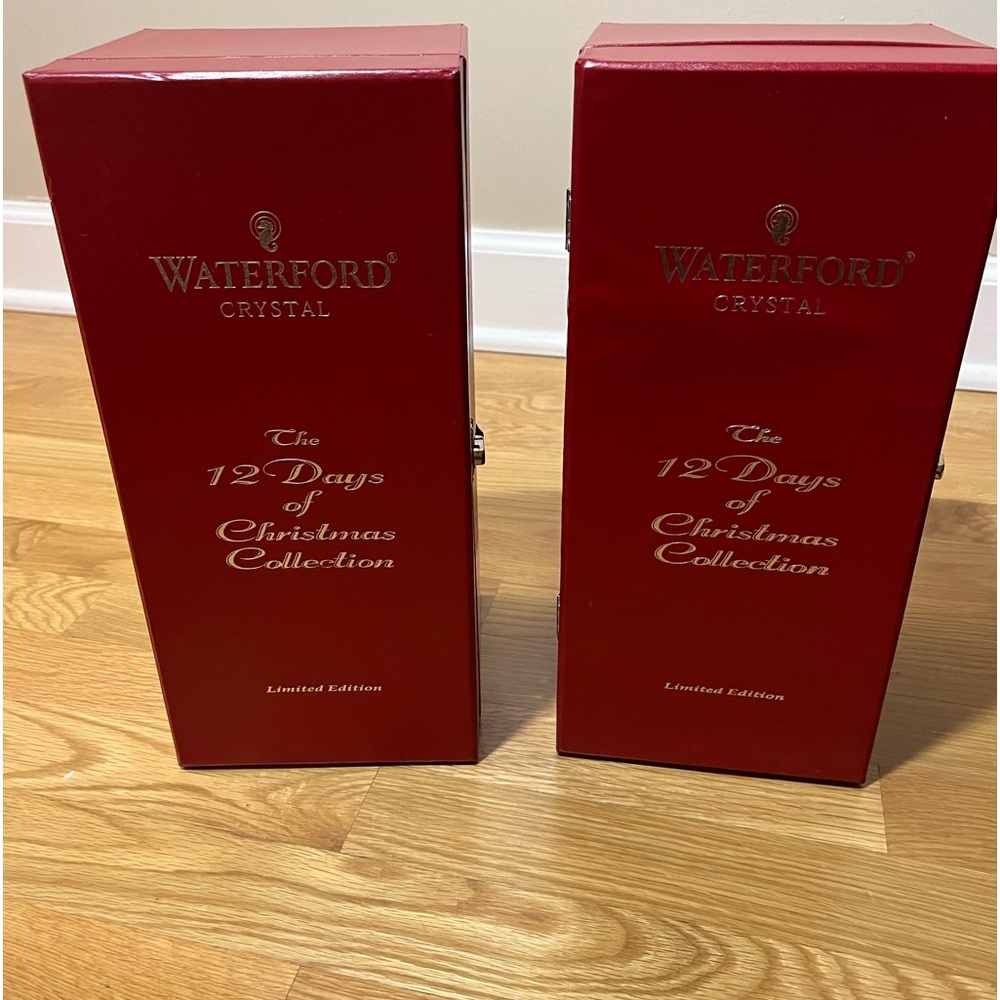 WATERFORD®
CRYSTAL
The
12 Days
of
Christmas
Collection
Limited Edition
WATERFORD®
CRYSTAL
The
12 Days
of
Christmas
Collection
Limited Edition